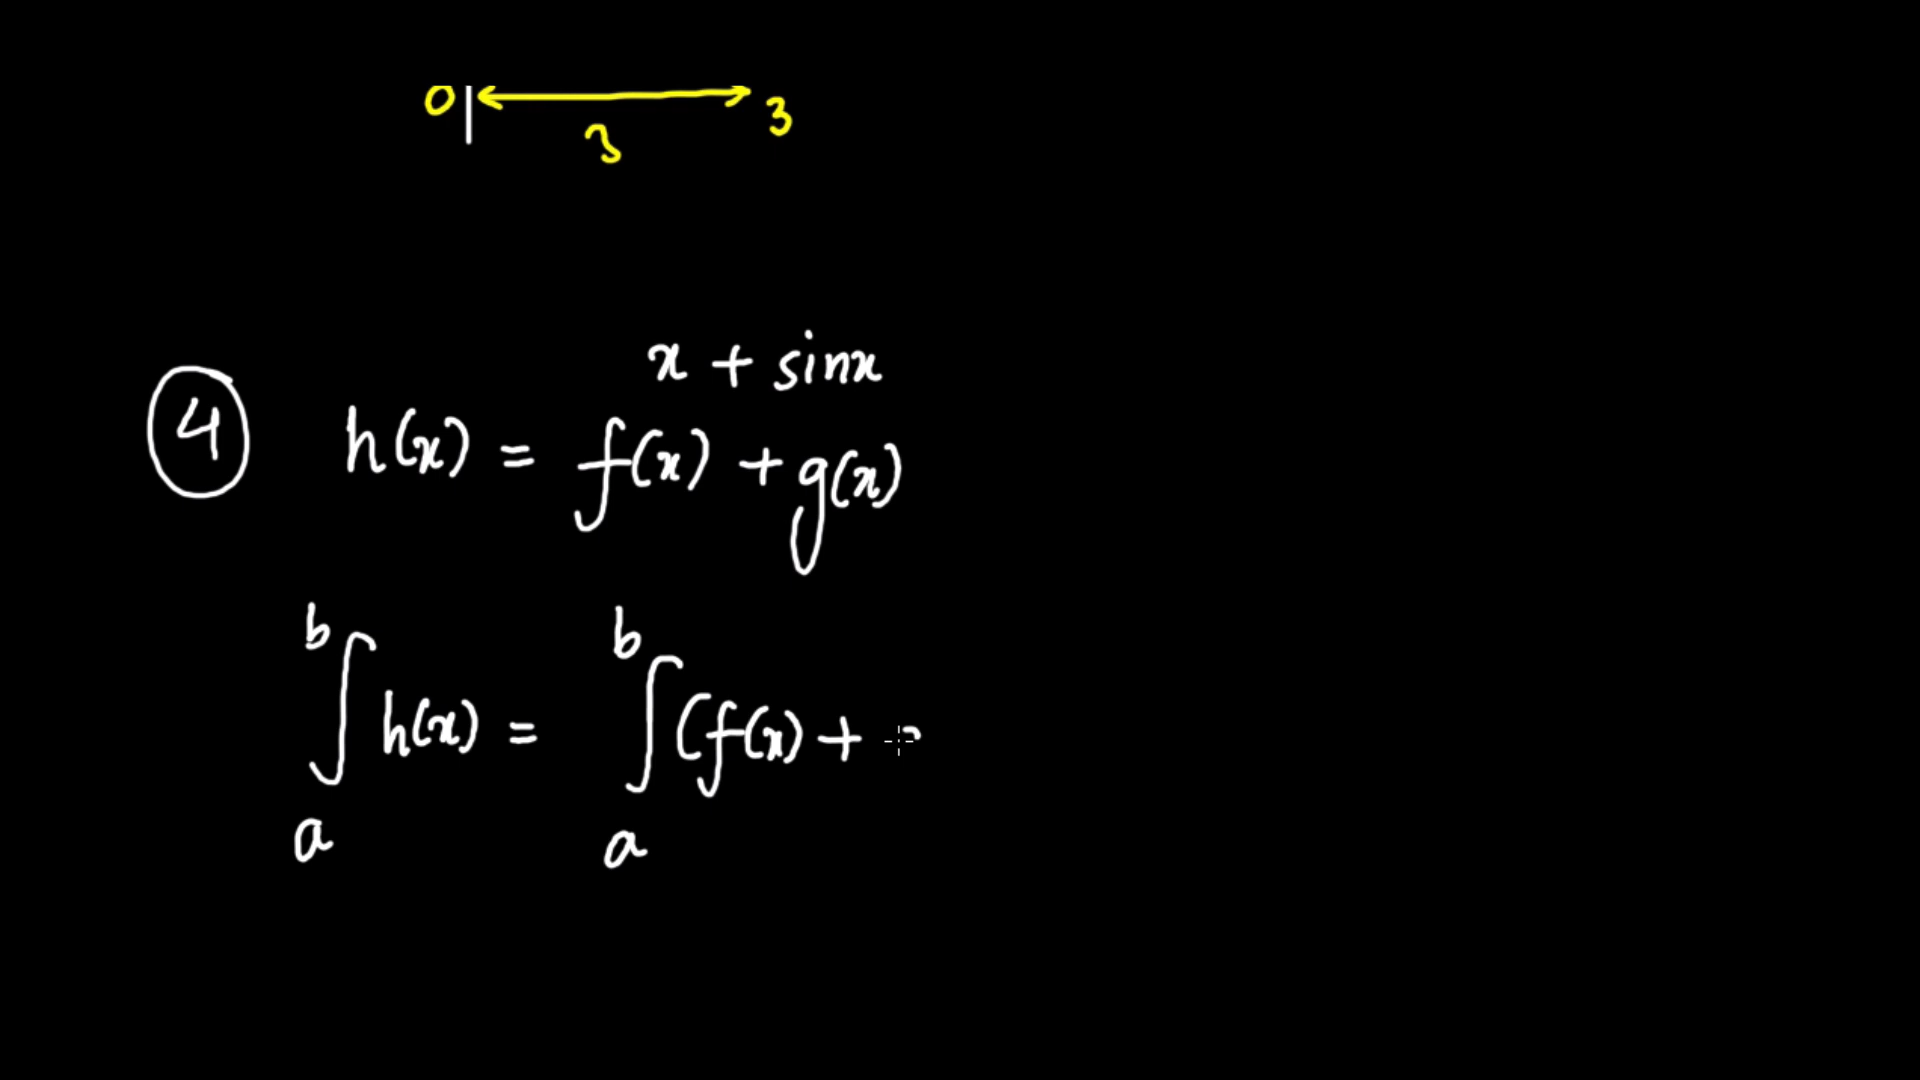 0 3
3
x + sinx
4 h(x) = f(x) + g(x)
b b
∫ h(x) = ∫ (f(x) +
a a